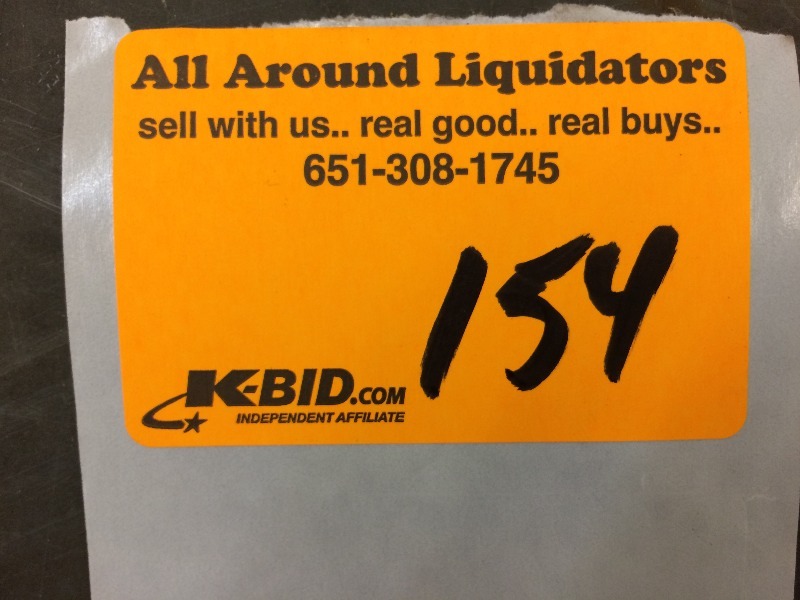 All Around Liquidators
sell with us.. real good.. real buys..
651-308-1745
154
K-BID.COM
INDEPENDENT AFFILIATE